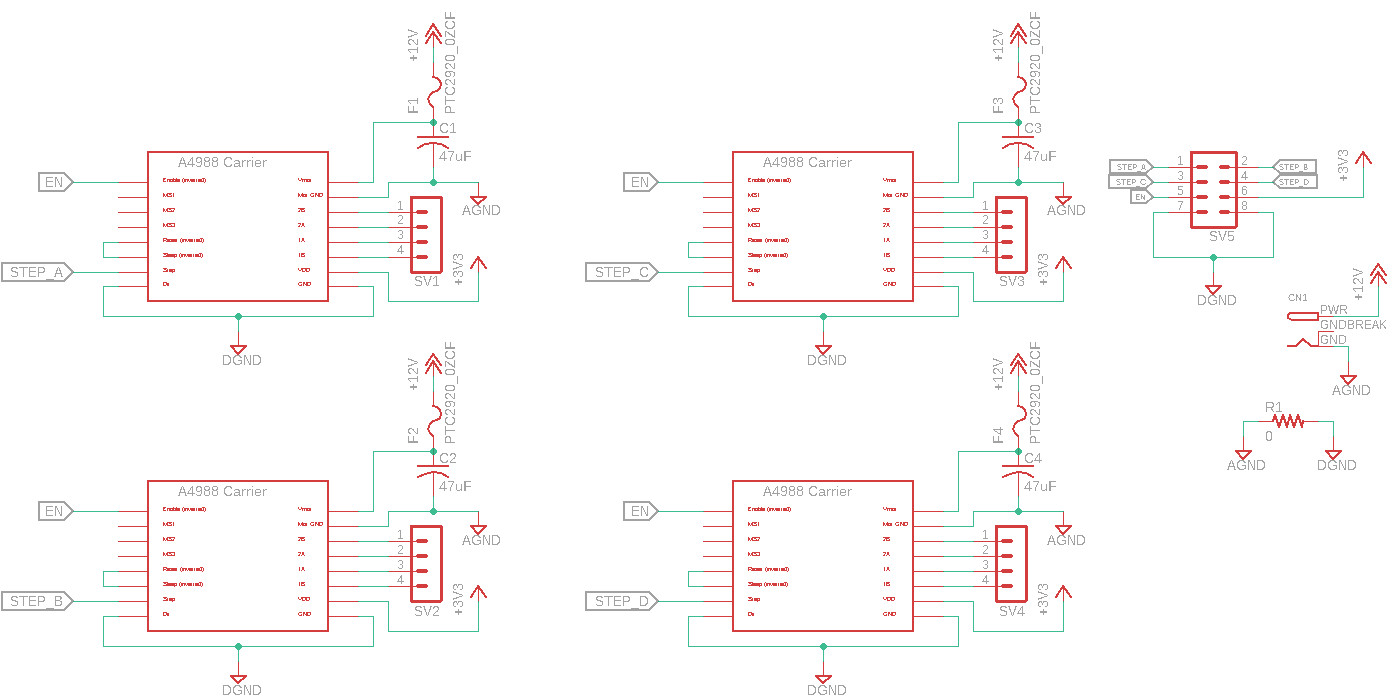 +12V
F1
PTC2920_0ZCF
C1
47uF
A4988 Carrier
EN
Enable (inverted)
MS1
MS2
MS3
Reset (inverted)
Sleep (inverted)
Step
Dir
Vmot
Mot GND
2B
2A
1A
1B
VDD
GND
STEP_A
1
2
3
4
SV1
AGND
+3V3
DGND
+12V
F3
PTC2920_0ZCF
C3
47uF
A4988 Carrier
EN
Enable (inverted)
MS1
MS2
MS3
Reset (inverted)
Sleep (inverted)
Step
Dir
Vmot
Mot GND
2B
2A
1A
1B
VDD
GND
STEP_C
1
2
3
4
SV3
AGND
+3V3
DGND
+12V
F2
PTC2920_0ZCF
C2
47uF
A4988 Carrier
EN
Enable (inverted)
MS1
MS2
MS3
Reset (inverted)
Sleep (inverted)
Step
Dir
Vmot
Mot GND
2B
2A
1A
1B
VDD
GND
STEP_B
1
2
3
4
SV2
AGND
+3V3
DGND
+12V
F4
PTC2920_0ZCF
C4
47uF
A4988 Carrier
EN
Enable (inverted)
MS1
MS2
MS3
Reset (inverted)
Sleep (inverted)
Step
Dir
Vmot
Mot GND
2B
2A
1A
1B
VDD
GND
STEP_D
1
2
3
4
SV4
AGND
+3V3
DGND
STEP_A 1 2 STEP_B
STEP_C 3 4 STEP_D
EN 5 6
7 8
SV5
+3V3
DGND
+12V
CN1
PWR
GNDBREAK
GND
AGND
R1
0
AGND
DGND